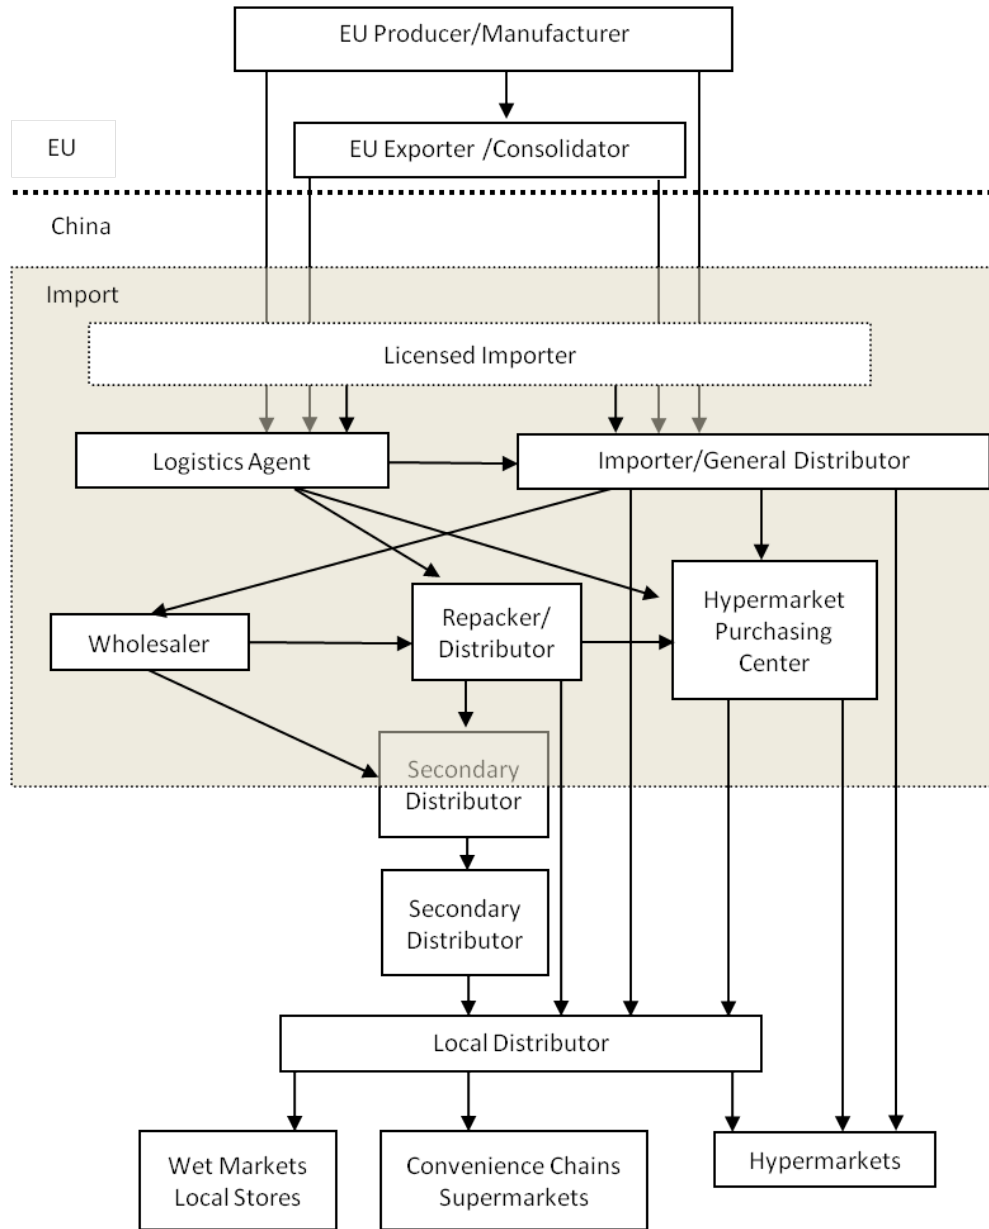 EU Producer/Manufacturer
EU
EU Exporter /Consolidator
China
Import
Licensed Importer
Logistics Agent
Importer/General Distributor
Wholesaler
Repacker/
Distributor
Hypermarket
Purchasing
Center
Secondary
Distributor
Secondary
Distributor
Local Distributor
Wet Markets
Local Stores
Convenience Chains
Supermarkets
Hypermarkets